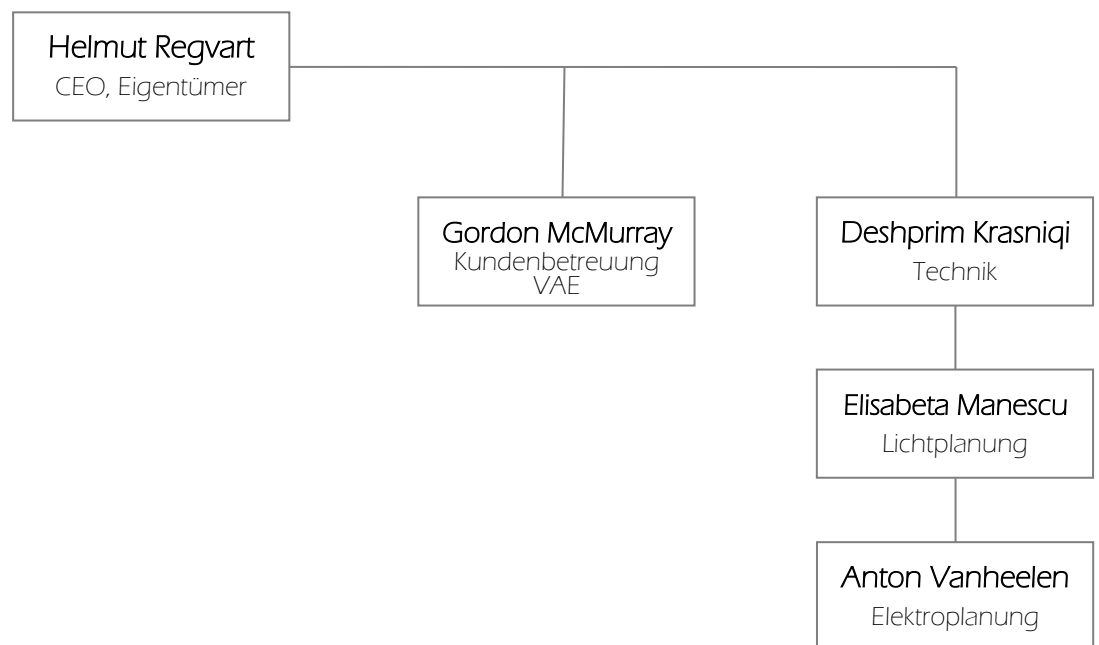 Helmut Regvart
CEO, Eigentümer
Gordon McMurray
Kundenbetreuung
VAE
Deshprim Krasniqi
Technik
Elisabeta Manescu
Lichtplanung
Anton Vanheelen
Elektroplanung